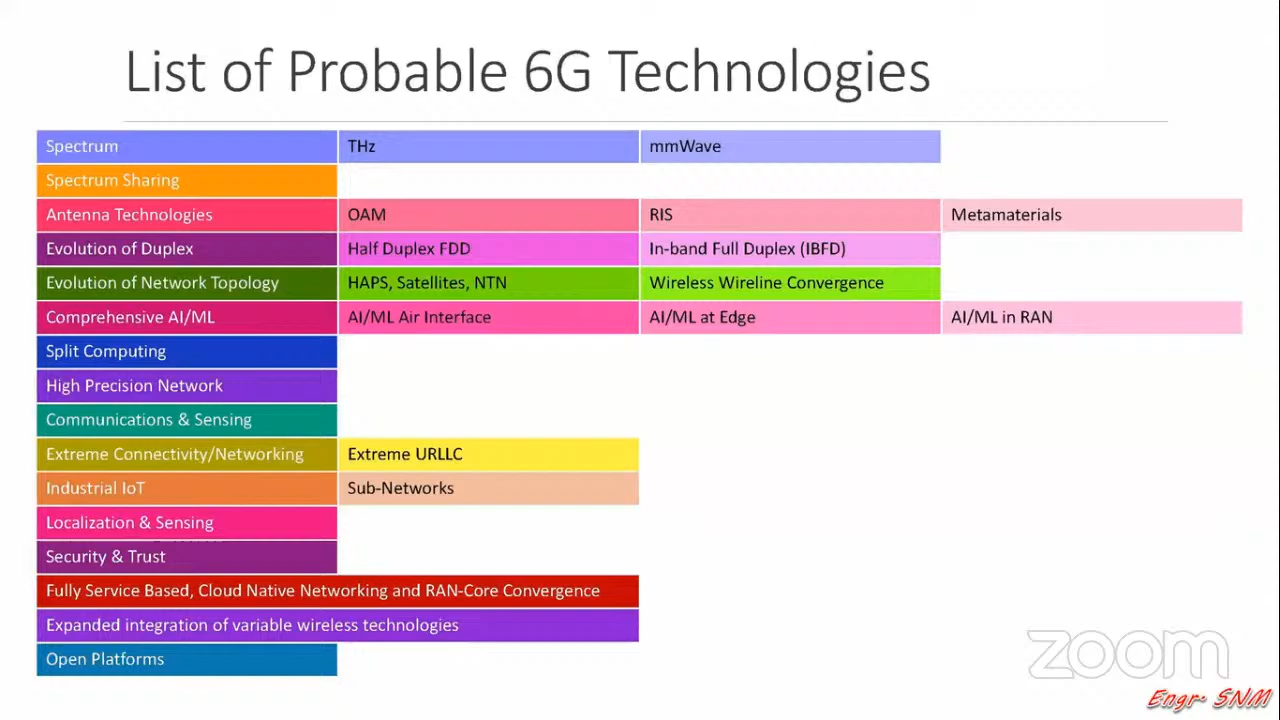 List of Probable 6G Technologies
Spectrum THz mmWave
Spectrum Sharing
Antenna Technologies OAM RIS Metamaterials
Evolution of Duplex Half Duplex FDD In-band Full Duplex (IBFD)
Evolution of Network Topology HAPS, Satellites, NTN Wireless Wireline Convergence
Comprehensive AI/ML AI/ML Air Interface AI/ML at Edge AI/ML in RAN
Split Computing
High Precision Network
Communications & Sensing
Extreme Connectivity/Networking Extreme URLLC
Industrial IoT Sub-Networks
Localization & Sensing
Security & Trust
Fully Service Based, Cloud Native Networking and RAN-Core Convergence
Expanded integration of variable wireless technologies
Open Platforms
zoom
Engr. SNM